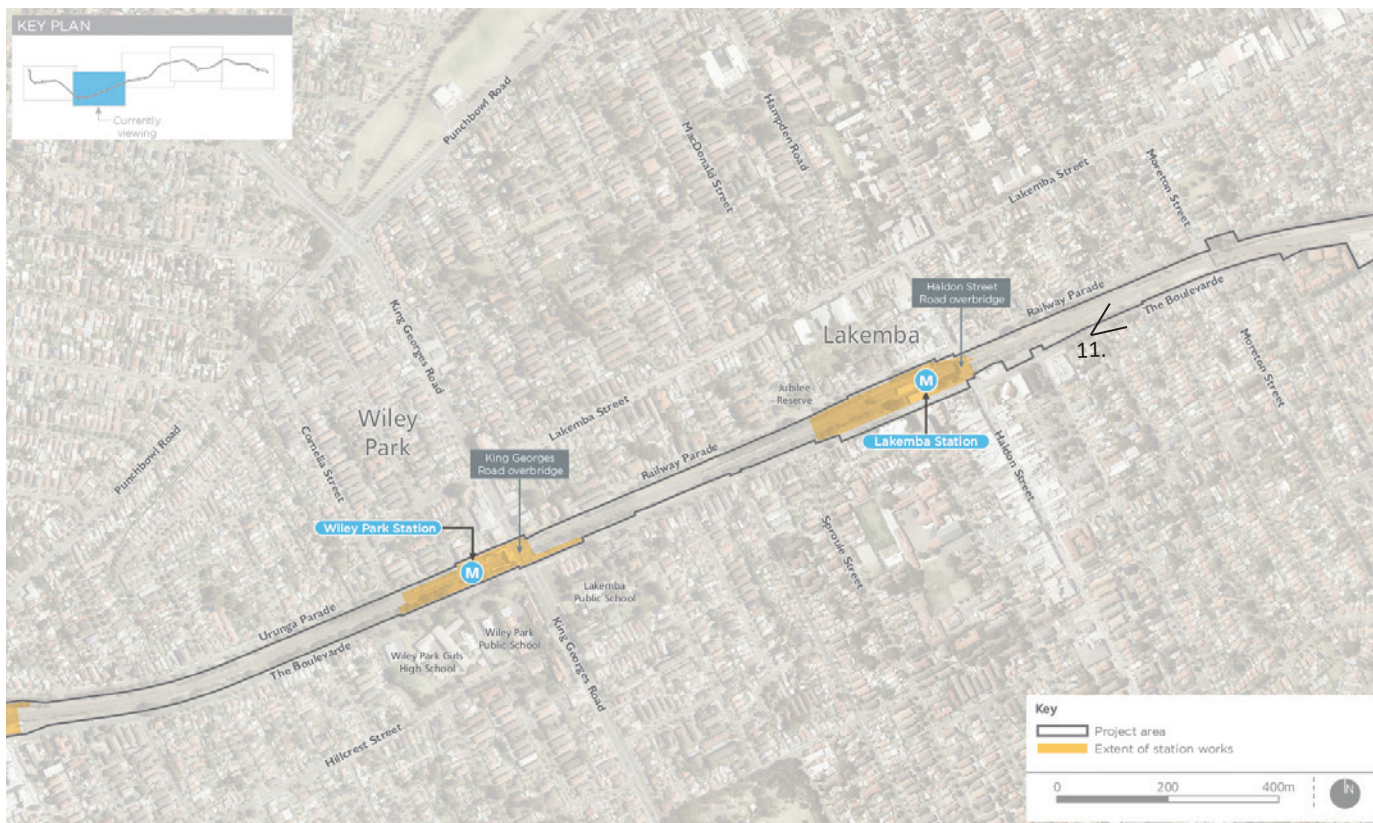 KEY PLAN
Currently
viewing
Punchbowl Road
MacDonald Street
Hampden Road
Lakemba Street
Moreton Street
King Georges Road
Haldon Street
Road overbridge
Railway Parade
The Boulevarde
Lakemba
11.
Moreton Street
Jubilee
Reserve
M
Lakemba Station
Wiley
Park
Lakemba Street
Punchbowl Road
Cornelia Street
King Georges
Road overbridge
Railway Parade
Haldon Street
Wiley Park Station
M
Sproule Street
Lakemba
Public School
Urunga Parade
The Boulevarde
Wiley Park Girls
High School
Wiley Park
Public School
King Georges Road
Hillcrest Street
Key
Project area
Extent of station works
0 200 400m
N